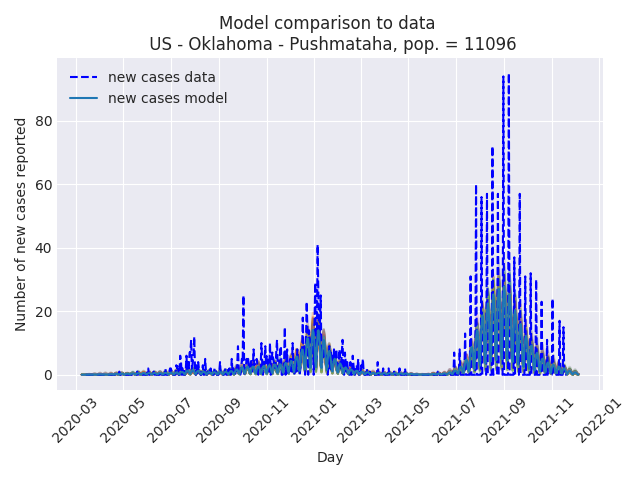 Model comparison to data
US - Oklahoma - Pushmataha, pop. = 11096
new cases data
new cases model
Number of new cases reported
80
60
40
20
0
2020-03
2020-05
2020-07
2020-09
2020-11
2021-01
2021-03
2021-05
2021-07
2021-09
2021-11
2022-01
Day